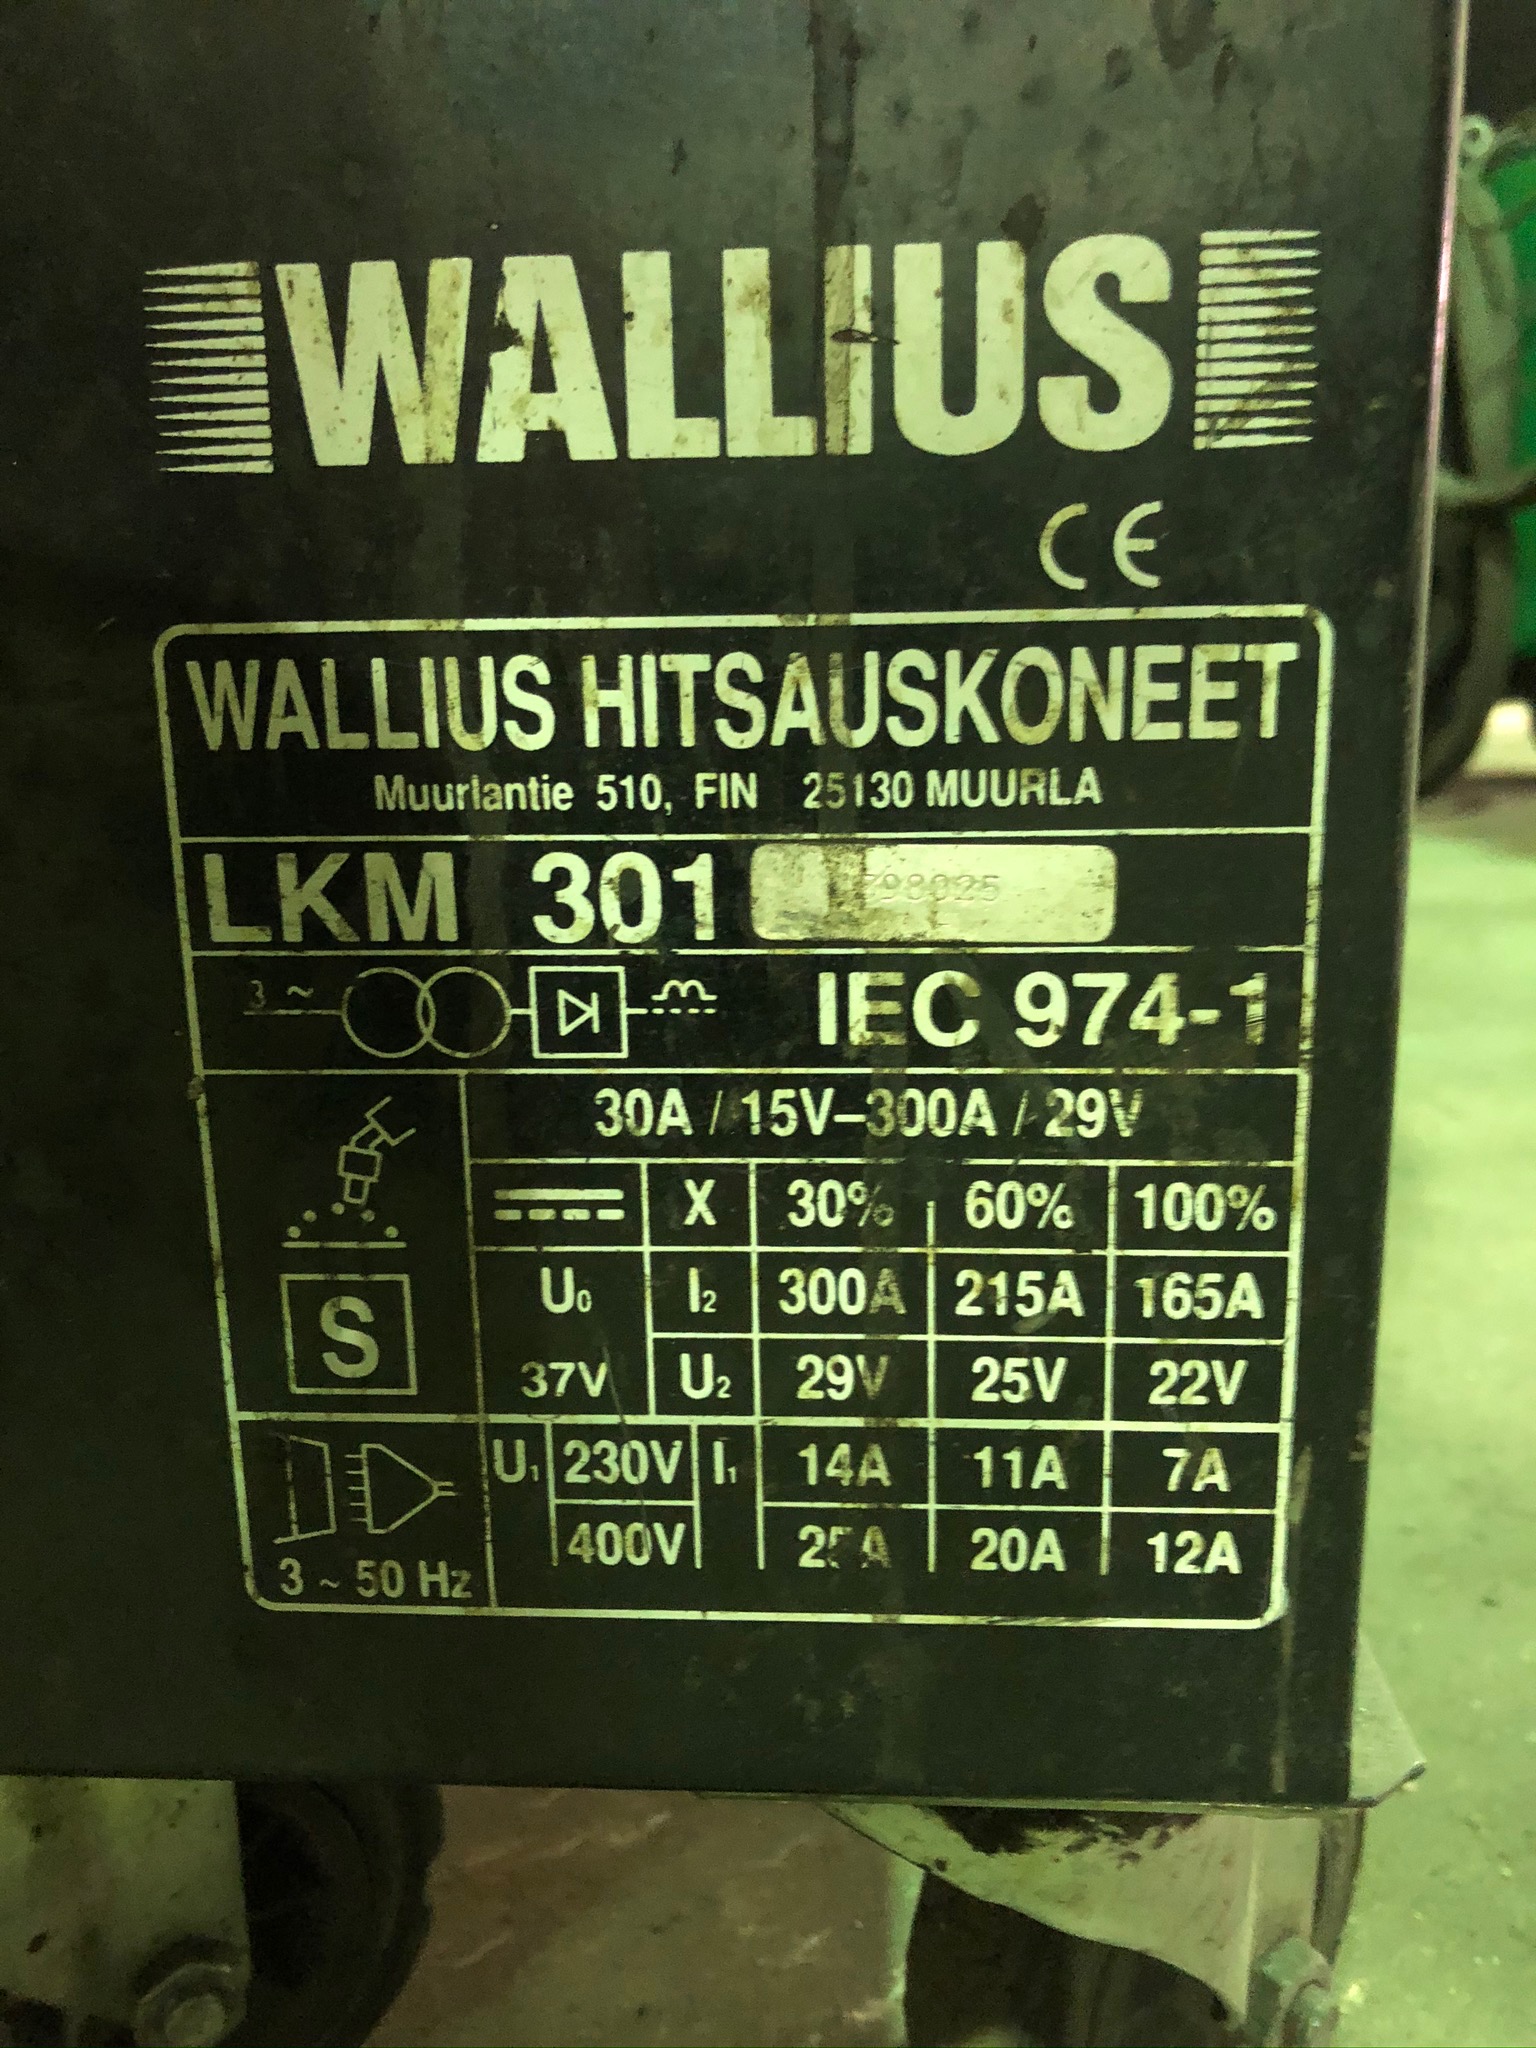 WALLIUS
CE
WALLIUS HITSAUSKONEET
Muurlantie 510, FIN 25130 MUURLA
LKM 301
3 ~ IEC 974-1
30A / 15V–300A / 29V
X 30% 60% 100%
U₀ I₂ 300A 215A 165A
S
37V U₂ 29V 25V 22V
U₁ 230V I₁ 14A 11A 7A
400V 20A 12A
3 ~ 50 Hz